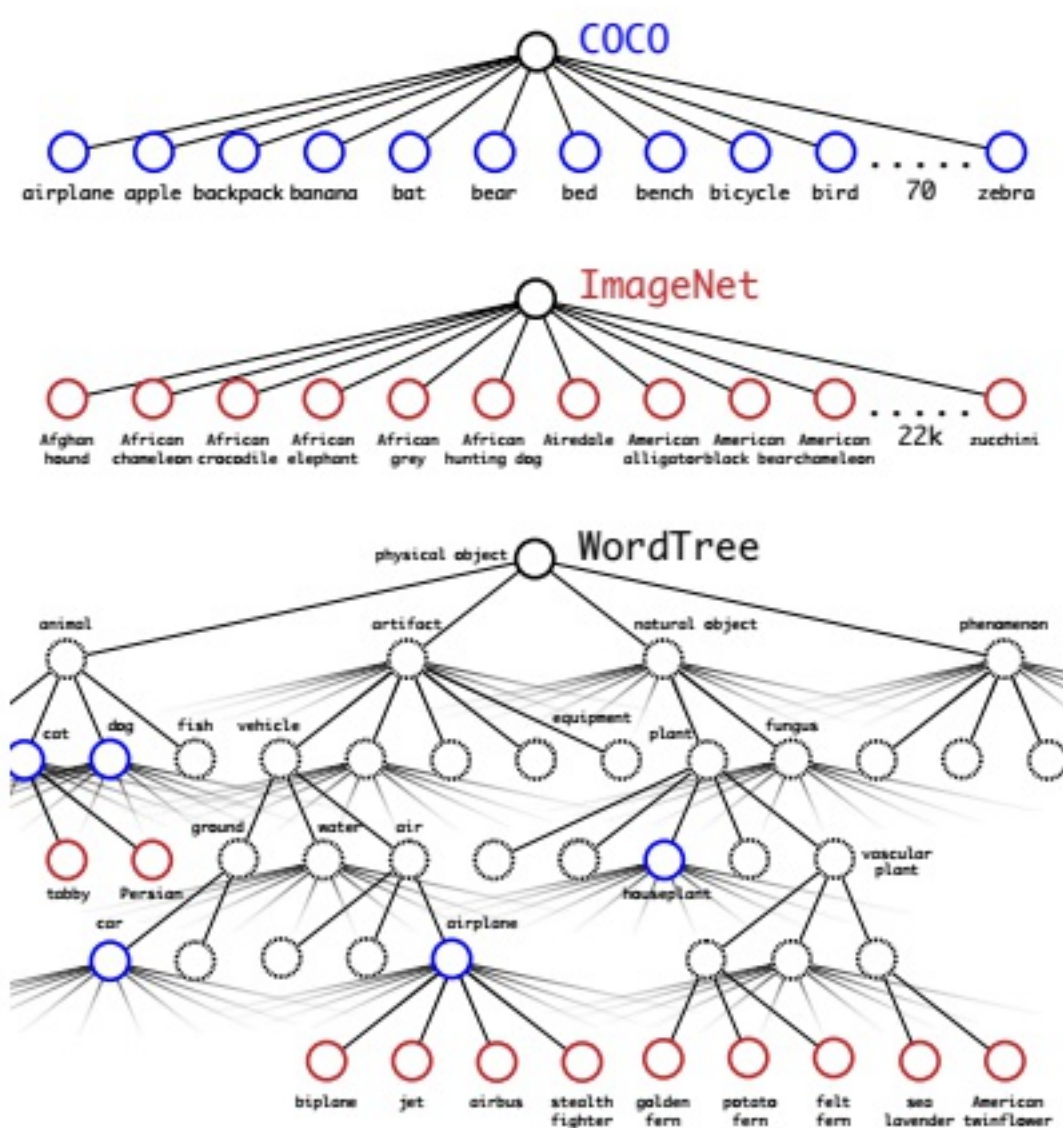 COCO
airplane apple backpack banana bat bear bed bench bicycle bird 70 zebra
ImageNet
Afghan hound
African chameleon
African crocodile
African elephant
African grey
African hunting dog
Airedale
American alligator
American black bear
American chameleon
22k
zucchini
WordTree
physical object
animal artifact natural object phenomenon
cat dog fish vehicle equipment plant fungus
ground water air
vascular
plant
tabby Persian houseplant
car airplane
biplane
jet
airbus
stealth
fighter
golden
fern
potato
fern
felt
fern
sea
lavender
American
twinflower